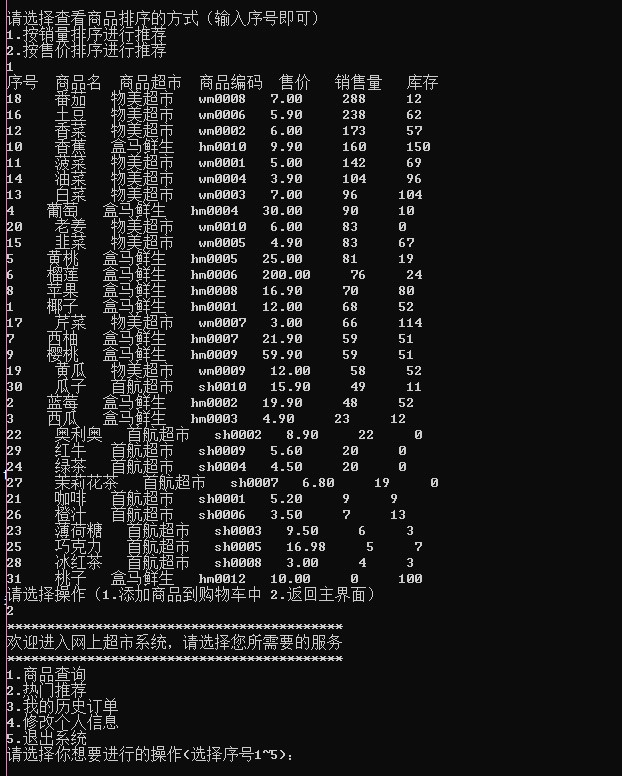 请选择查看商品排序的方式（输入序号即可）
1.按销量排序进行推荐
2.按售价排序进行推荐
1
序号 商品名 商品超市 商品编码 售价 销售量 库存
18 番茄 物美超市 wm0008 7.00 288 12
16 土豆 物美超市 wm0006 5.90 238 62
12 香菜 物美超市 wm0002 6.00 173 57
10 香蕉 盒马鲜生 hm0010 9.90 160 150
11 菠菜 物美超市 wm0001 5.00 142 69
14 油菜 物美超市 wm0004 3.90 104 96
13 白菜 物美超市 wm0003 7.00 96 104
4 葡萄 盒马鲜生 hm0004 30.00 90 10
20 老姜 物美超市 wm0010 6.00 83 0
15 韭菜 物美超市 wm0005 4.90 83 67
5 黄桃 盒马鲜生 hm0005 25.00 81 19
6 榴莲 盒马鲜生 hm0006 200.00 76 24
8 苹果 盒马鲜生 hm0008 16.90 70 80
1 椰子 盒马鲜生 hm0001 12.00 68 52
17 芹菜 物美超市 wm0007 3.00 66 114
7 西柚 盒马鲜生 hm0007 21.90 59 51
9 樱桃 盒马鲜生 hm0009 59.90 59 51
19 黄瓜 物美超市 wm0009 12.00 58 52
30 瓜子 首航超市 sh0010 15.90 49 11
2 蓝莓 盒马鲜生 hm0002 19.90 48 52
3 西瓜 盒马鲜生 hm0003 4.90 23 12
22 奥利奥 首航超市 sh0002 8.90 22 0
29 红牛 首航超市 sh0009 5.60 20 0
24 绿茶 首航超市 sh0004 4.50 20 0
27 茉莉花茶 首航超市 sh0007 6.80 19 0
21 咖啡 首航超市 sh0001 5.20 9 9
26 橙汁 首航超市 sh0006 3.50 7 13
23 薄荷糖 首航超市 sh0003 9.50 6 3
25 巧克力 首航超市 sh0005 16.98 5 7
28 冰红茶 首航超市 sh0008 3.00 4 3
31 桃子 盒马鲜生 hm0012 10.00 0 100
请选择操作（1.添加商品到购物车中 2.返回主界面）
2
******************************************
欢迎进入网上超市系统，请选择您所需要的服务
******************************************
1.商品查询
2.热门推荐
3.我的历史订单
4.修改个人信息
5.退出系统
请选择你想要进行的操作(选择序号1~5)：